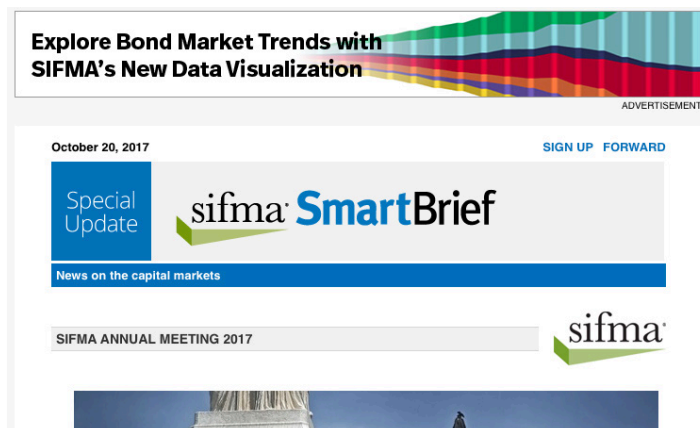 Explore Bond Market Trends with
SIFMA's New Data Visualization
ADVERTISEMENT
October 20, 2017
SIGN UP FORWARD
Special
Update
sifma SmartBrief
News on the capital markets
SIFMA ANNUAL MEETING 2017
sifma